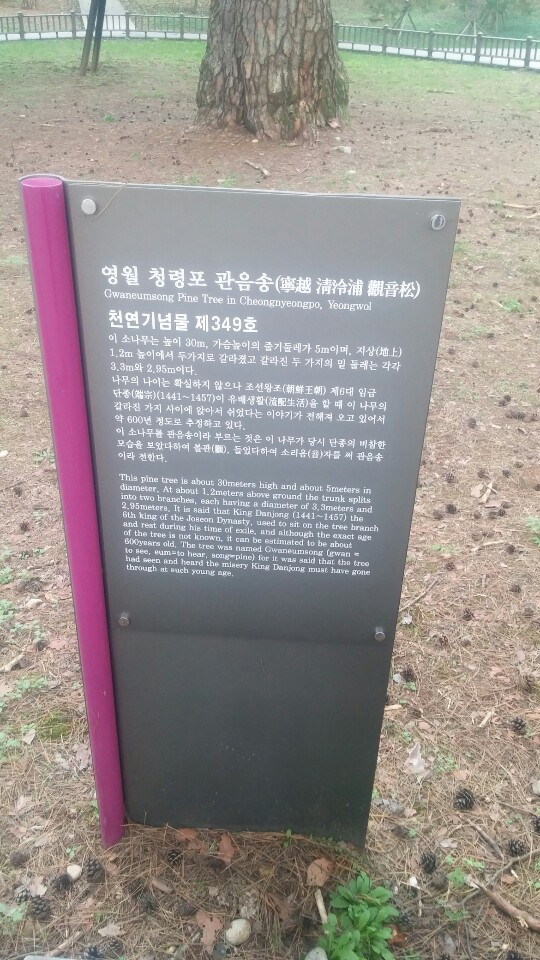 영월 청령포 관음송(寧越 淸泠浦 觀音松)
Gwaneumsong Pine Tree in Cheongnyeongpo, Yeongwol
천연기념물 제349호
이 소나무는 높이 30m, 가슴높이의 줄기둘레가 5m이며, 지상(地上)
1.2m 높이에서 두가지로 갈라졌고 갈라진 두 가지의 밑 둘레는 각각
3.3m와 2.95m이다.
나무의 나이는 확실하지 않으나 조선왕조(朝鮮王朝) 제6대 임금
단종(端宗)(1441~1457)이 유배생활(流配生活)을 할 때 이 나무의
갈라진 가지 사이에 앉아서 쉬었다는 이야기가 전해져 오고 있어서
약 600년 정도로 추정하고 있다.
이 소나무를 관음송이라 부르는 것은 이 나무가 당시 단종의 비참한
모습을 보았다하여 볼관(觀), 들었다하여 소리음(音)자를 써 관음송
이라 전한다.
This pine tree is about 30meters high and about 5meters in
diameter. At about 1.2meters above ground the trunk splits
into two branches, each having a diameter of 3.3meters and
2.95meters. It is said that King Danjong (1441~1457) the
6th king of the Joseon Dynasty, used to sit on the tree branch
and rest during his time of exile, and although the exact age
of the tree is not known, it can be estimated to be about
600years old. The tree was named Gwaneumsong (gwan =
to see, eum=to hear, song=pine) for it was said that the tree
had seen and heard the misery King Danjong must have gone
through at such young age.